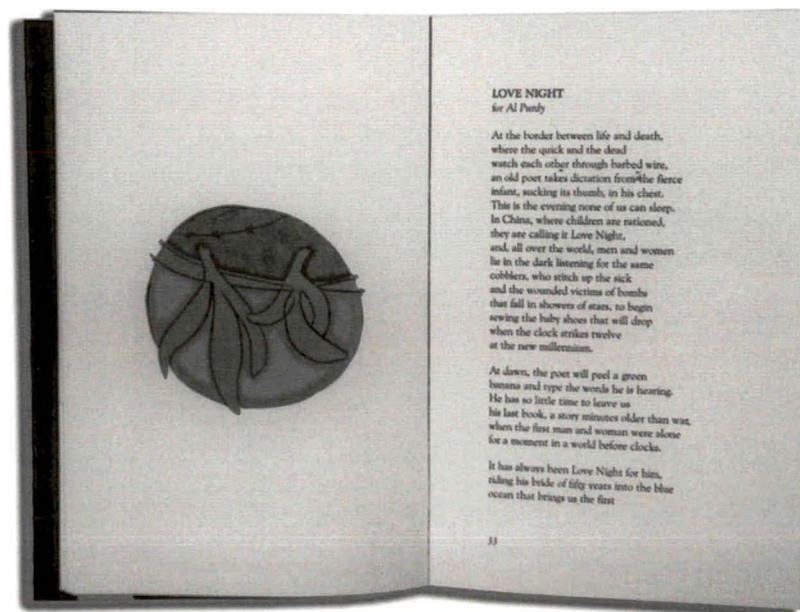 LOVE NIGHT
for Al Purdy
At the border between life and death,
where the quick and the dead
watch each other through barbed wire,
an old poet takes dictation from the fierce
infant, sucking its thumb, in his chest.
This is the evening none of us can sleep.
In China, where children are rationed,
they are calling it Love Night,
and, all over the world, men and women
lie in the dark listening for the same
cobblers, who stitch up the sick
and the wounded victims of bombs
that fall in showers of stars, to begin
sewing the baby shoes that will drop
when the clock strikes twelve
at the new millennium.
At dawn, the poet will peel a green
banana and type the words he is hearing.
He has so little time to leave us
his last book, a story minutes older than war,
when the first man and woman were alone
for a moment in a world before clocks.
It has always been Love Night for him,
riding his bride of fifty years into the blue
ocean that brings us the first
33